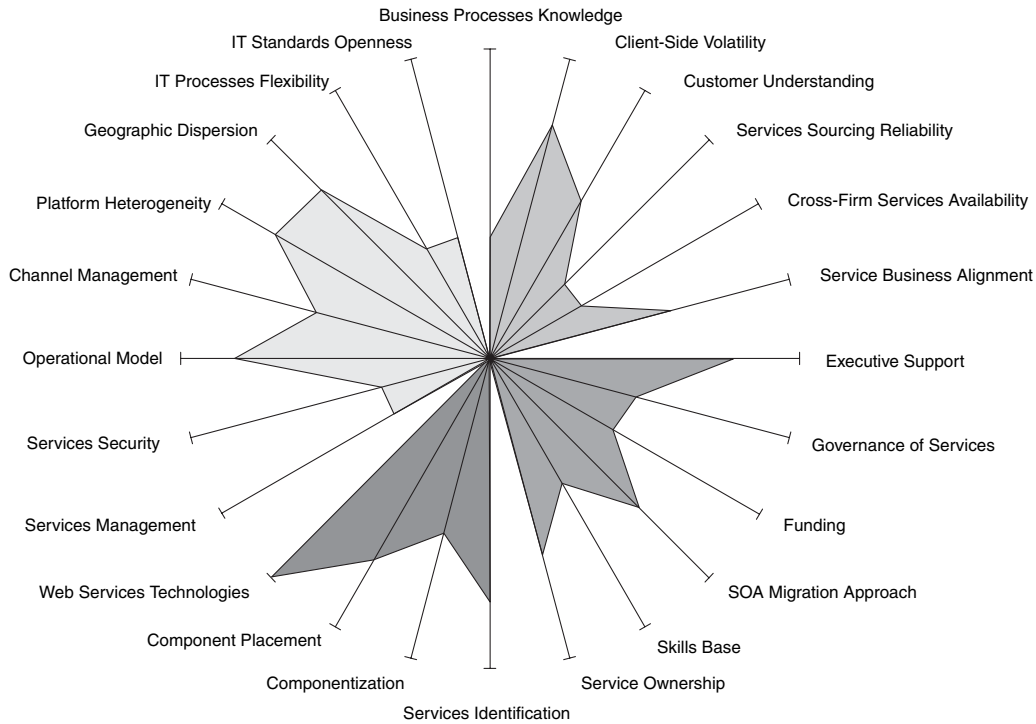 Business Processes Knowledge
IT Standards Openness
Client-Side Volatility
IT Processes Flexibility
Customer Understanding
Geographic Dispersion
Services Sourcing Reliability
Platform Heterogeneity
Cross-Firm Services Availability
Channel Management
Service Business Alignment
Operational Model
Executive Support
Services Security
Governance of Services
Services Management
Funding
Web Services Technologies
SOA Migration Approach
Component Placement
Skills Base
Componentization
Service Ownership
Services Identification